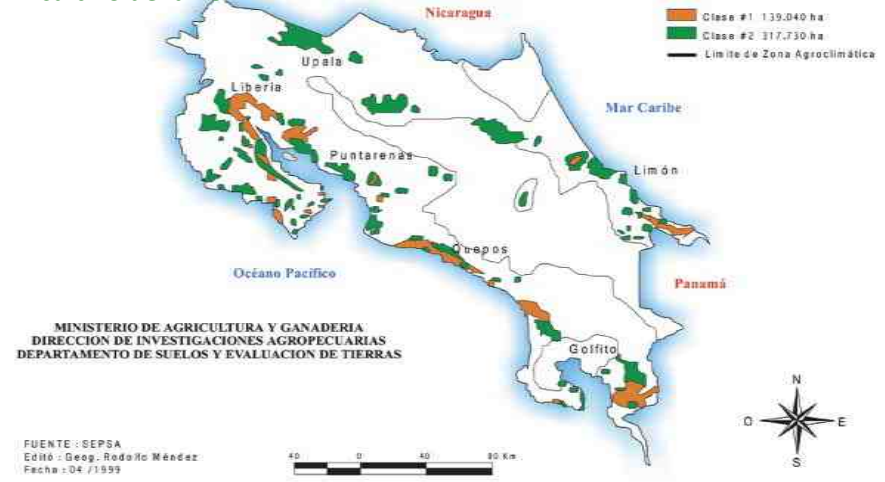 Nicaragua
Clase #1 139.040 ha
Clase #2 317.730 ha
Limite de Zona Agroclimática
Upala
Liberia
Mar Caribe
Puntarenas
Limón
Quepos
Océano Pacífico
Panamá
MINISTERIO DE AGRICULTURA Y GANADERIA
DIRECCION DE INVESTIGACIONES AGROPECUARIAS
DEPARTAMENTO DE SUELOS Y EVALUACION DE TIERRAS
Golfito
N
O E
S
FUENTE : SEPSA
Editó : Geog. Rodolfo Méndez
Fecha : 04 /1999
40 0 40 80 Km